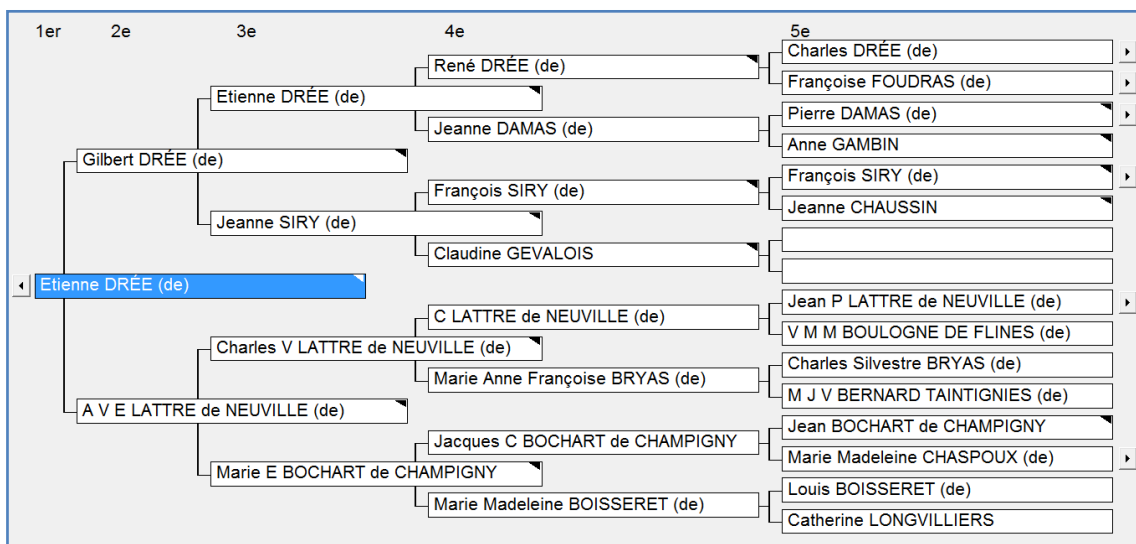 1er 2e 3e 4e 5e
Charles DRÉE (de)
René DRÉE (de)
Françoise FOUDRAS (de)
Etienne DRÉE (de)
Pierre DAMAS (de)
Jeanne DAMAS (de)
Anne GAMBIN
Gilbert DRÉE (de)
François SIRY (de)
François SIRY (de)
Jeanne CHAUSSIN
Jeanne SIRY (de)
Claudine GEVALOIS
Etienne DRÉE (de)
Jean P LATTRE de NEUVILLE (de)
C LATTRE de NEUVILLE (de)
V M M BOULOGNE DE FLINES (de)
Charles V LATTRE de NEUVILLE (de)
Charles Silvestre BRYAS (de)
Marie Anne Françoise BRYAS (de)
M J V BERNARD TAINTIGNIES (de)
A V E LATTRE de NEUVILLE (de)
Jean BOCHART de CHAMPIGNY
Jacques C BOCHART de CHAMPIGNY
Marie Madeleine CHASPOUX (de)
Marie E BOCHART de CHAMPIGNY
Louis BOISSERET (de)
Marie Madeleine BOISSERET (de)
Catherine LONGVILLIERS